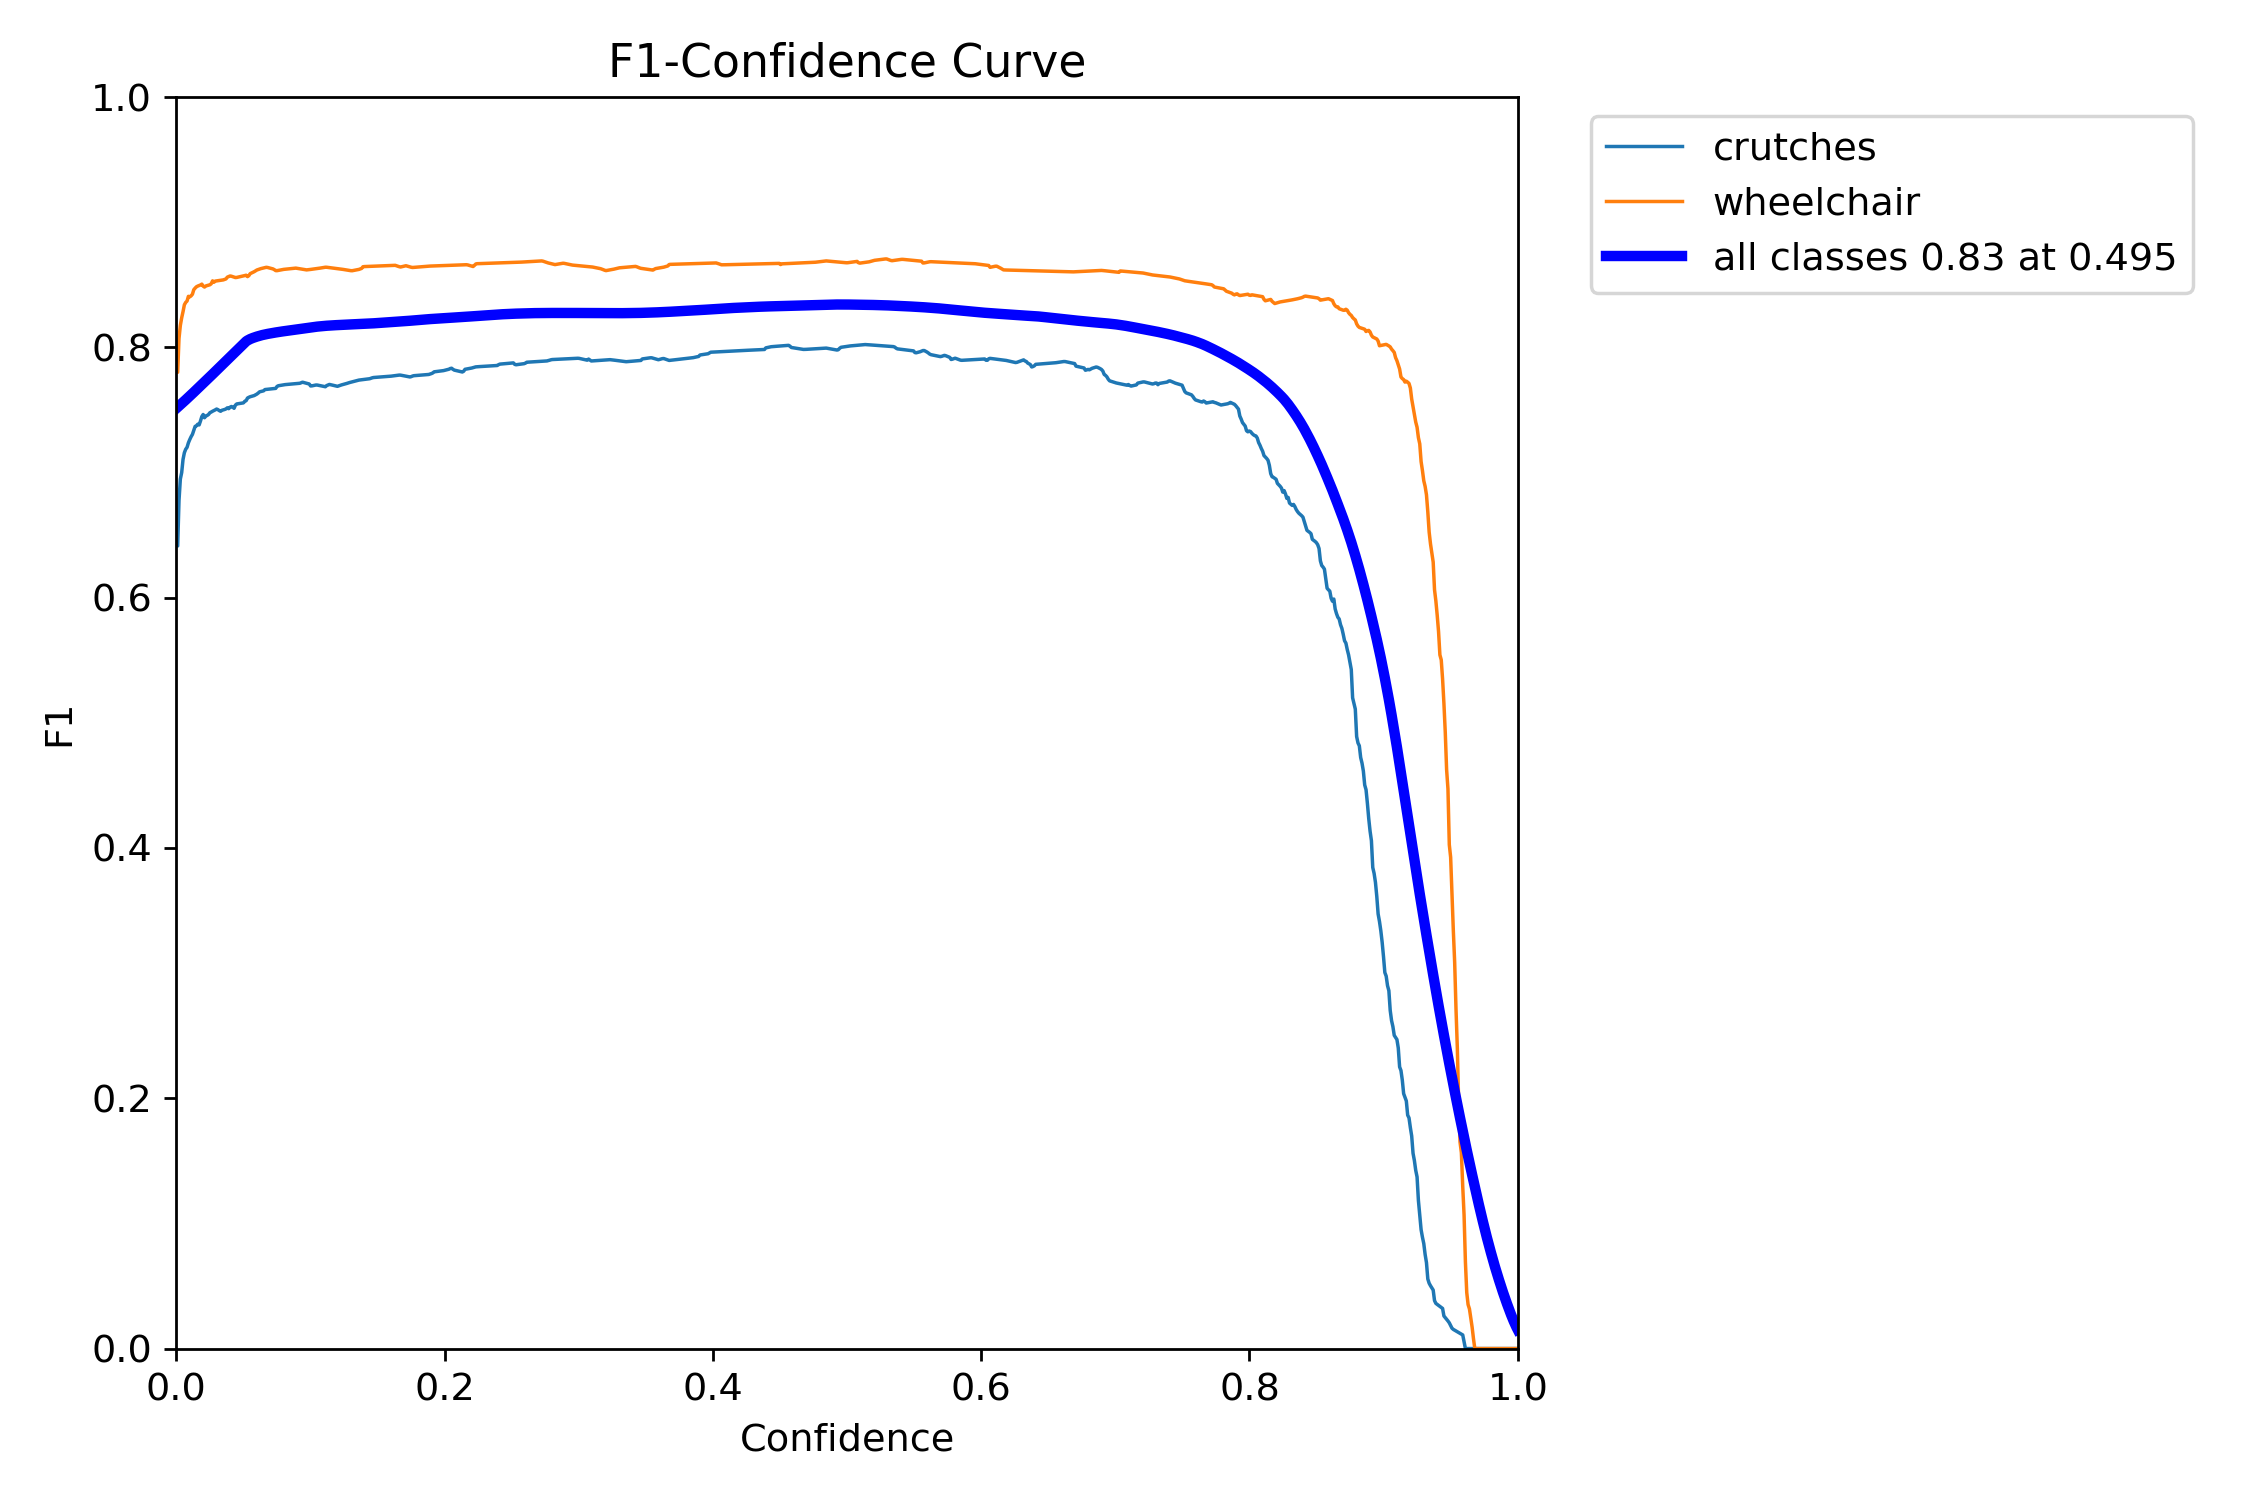 F1-Confidence Curve
1.0
0.8
0.6
0.4
0.2
0.0
F1
0.0 0.2 0.4 0.6 0.8 1.0
Confidence
crutches
wheelchair
all classes 0.83 at 0.495